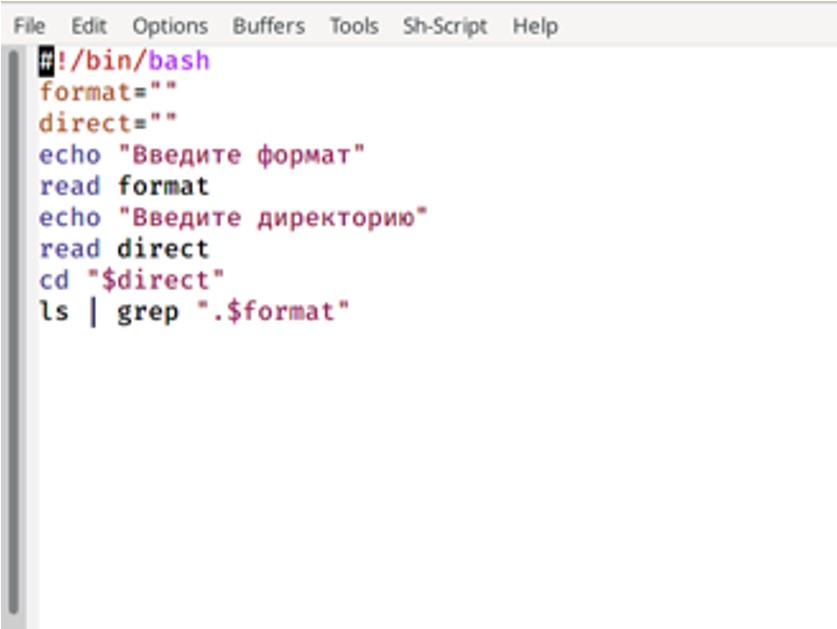 File Edit Options Buffers Tools Sh-Script Help
#!/bin/bash
format=""
direct=""
echo "Введите формат"
read format
echo "Введите директорию"
read direct
cd "$direct"
ls | grep ".$format"